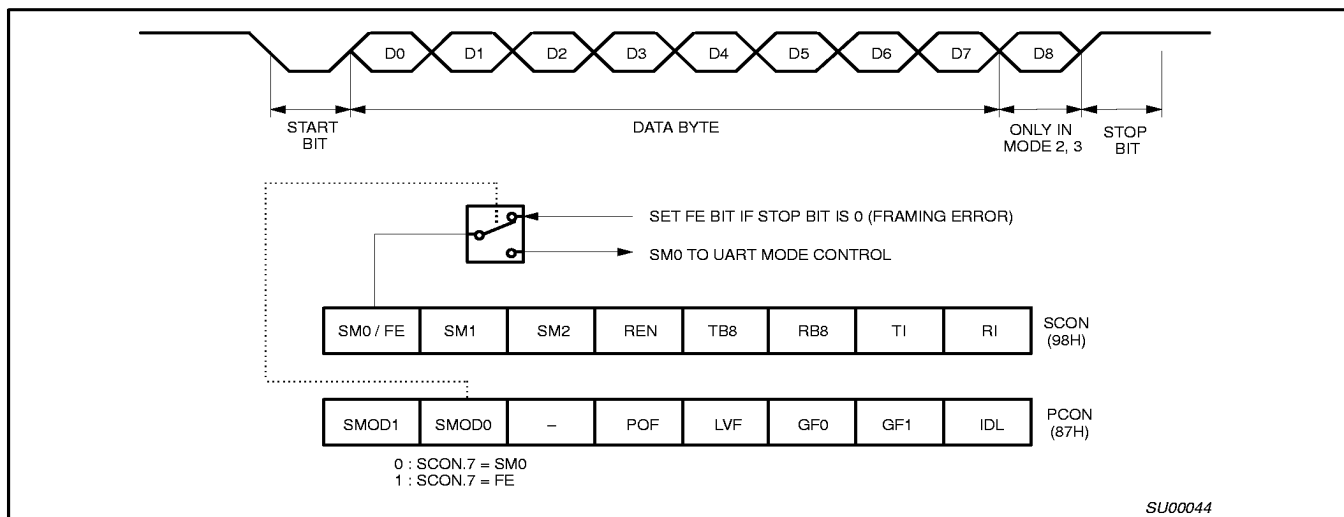 D0 D1 D2 D3 D4 D5 D6 D7 D8
START
BIT
DATA BYTE
ONLY IN
MODE 2, 3
STOP
BIT
SET FE BIT IF STOP BIT IS 0 (FRAMING ERROR)
SM0 TO UART MODE CONTROL
SM0 / FE SM1 SM2 REN TB8 RB8 TI RI
SCON
(98H)
SMOD1 SMOD0 – POF LVF GF0 GF1 IDL
PCON
(87H)
0 : SCON.7 = SM0
1 : SCON.7 = FE
SU00044